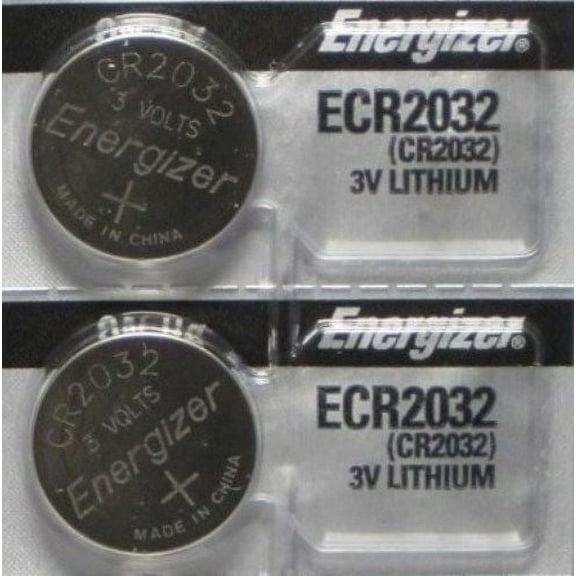 CR2032
3 VOLTS
Energizer
+
MADE IN CHINA
Energizer®
ECR2032
(CR2032)
3V LITHIUM
CR2032
3 VOLTS
Energizer
+
MADE IN CHINA
Energizer®
ECR2032
(CR2032)
3V LITHIUM